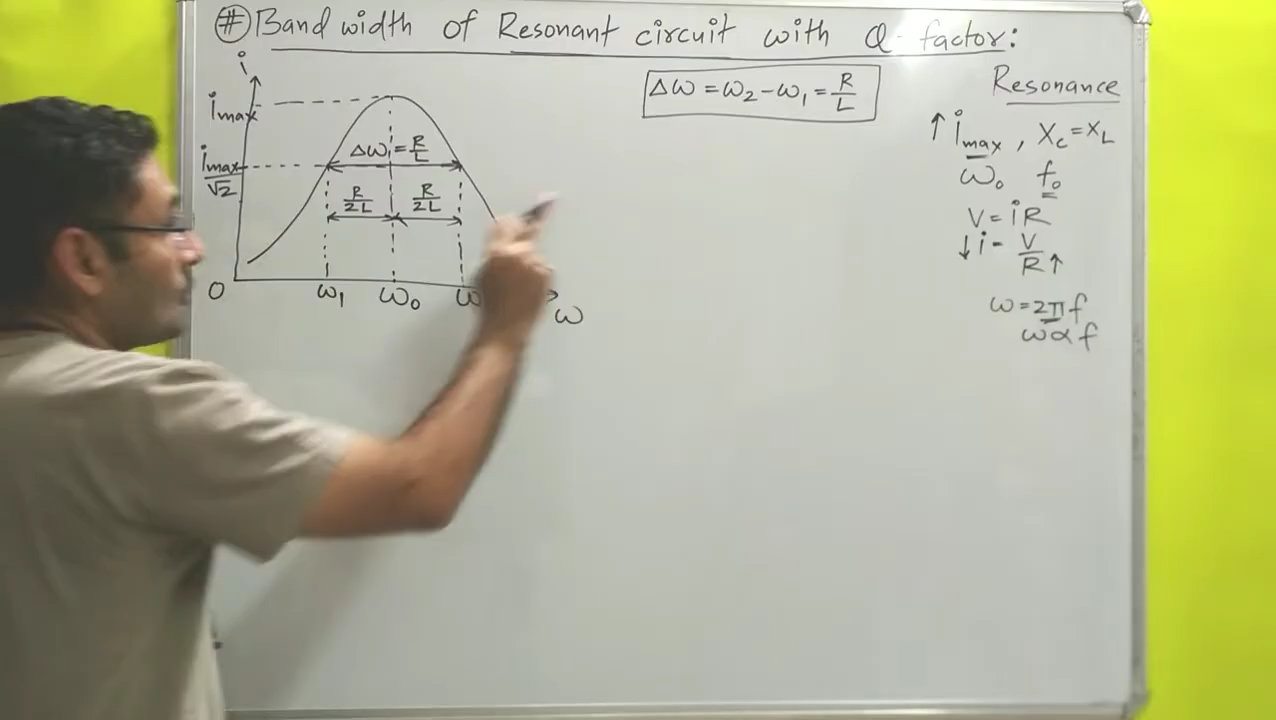 # Band width of Resonant circuit with Q- factor:
i
imax
imax/√2
Δω = R/L
R/2L R/2L
0 ω₁ ω₀ ω
ω
Δω = ω₂ - ω₁ = R/L
Resonance
↑ imax , Xc = XL
ω₀ f₀
V = iR
↓ i = V/R ↑
ω = 2πf
ω α f